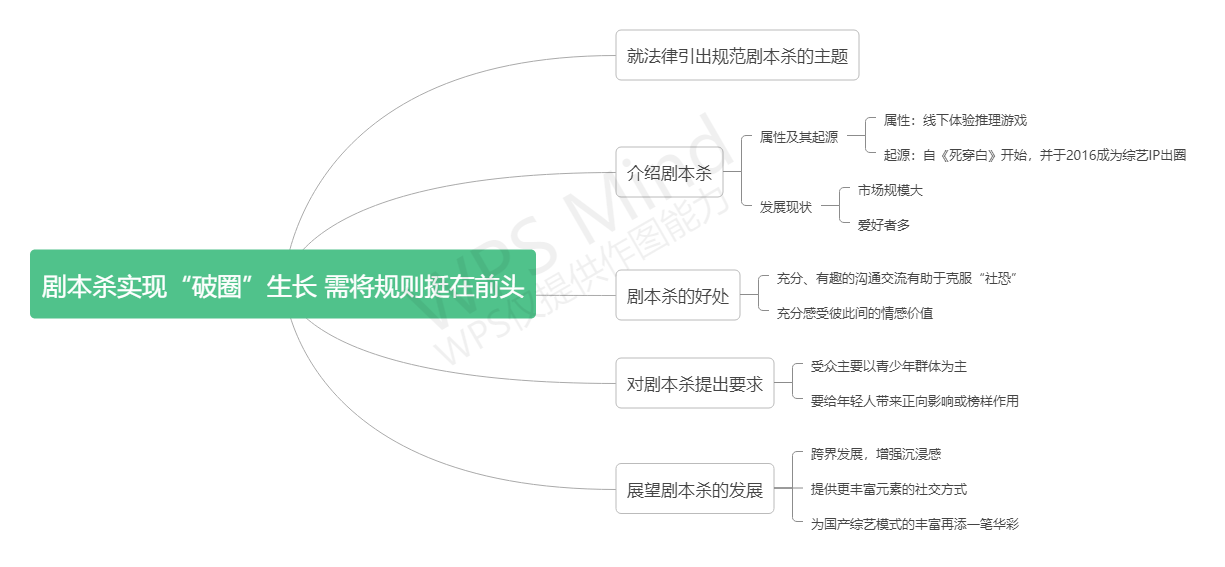 就法律引出规范剧本杀的主题
属性：线下体验推理游戏
属性及其起源
起源：自《死穿白》开始，并于2016成为综艺IP出圈
介绍剧本杀
市场规模大
发展现状
爱好者多
剧本杀实现“破圈”生长 需将规则挺在前头
充分、有趣的沟通交流有助于克服“社恐”
剧本杀的好处
充分感受彼此间的情感价值
受众主要以青少年群体为主
对剧本杀提出要求
要给年轻人带来正向影响或榜样作用
跨界发展，增强沉浸感
展望剧本杀的发展
提供更丰富元素的社交方式
为国产综艺模式的丰富再添一笔华彩
WPS Mind
WPS仅提供作图能力